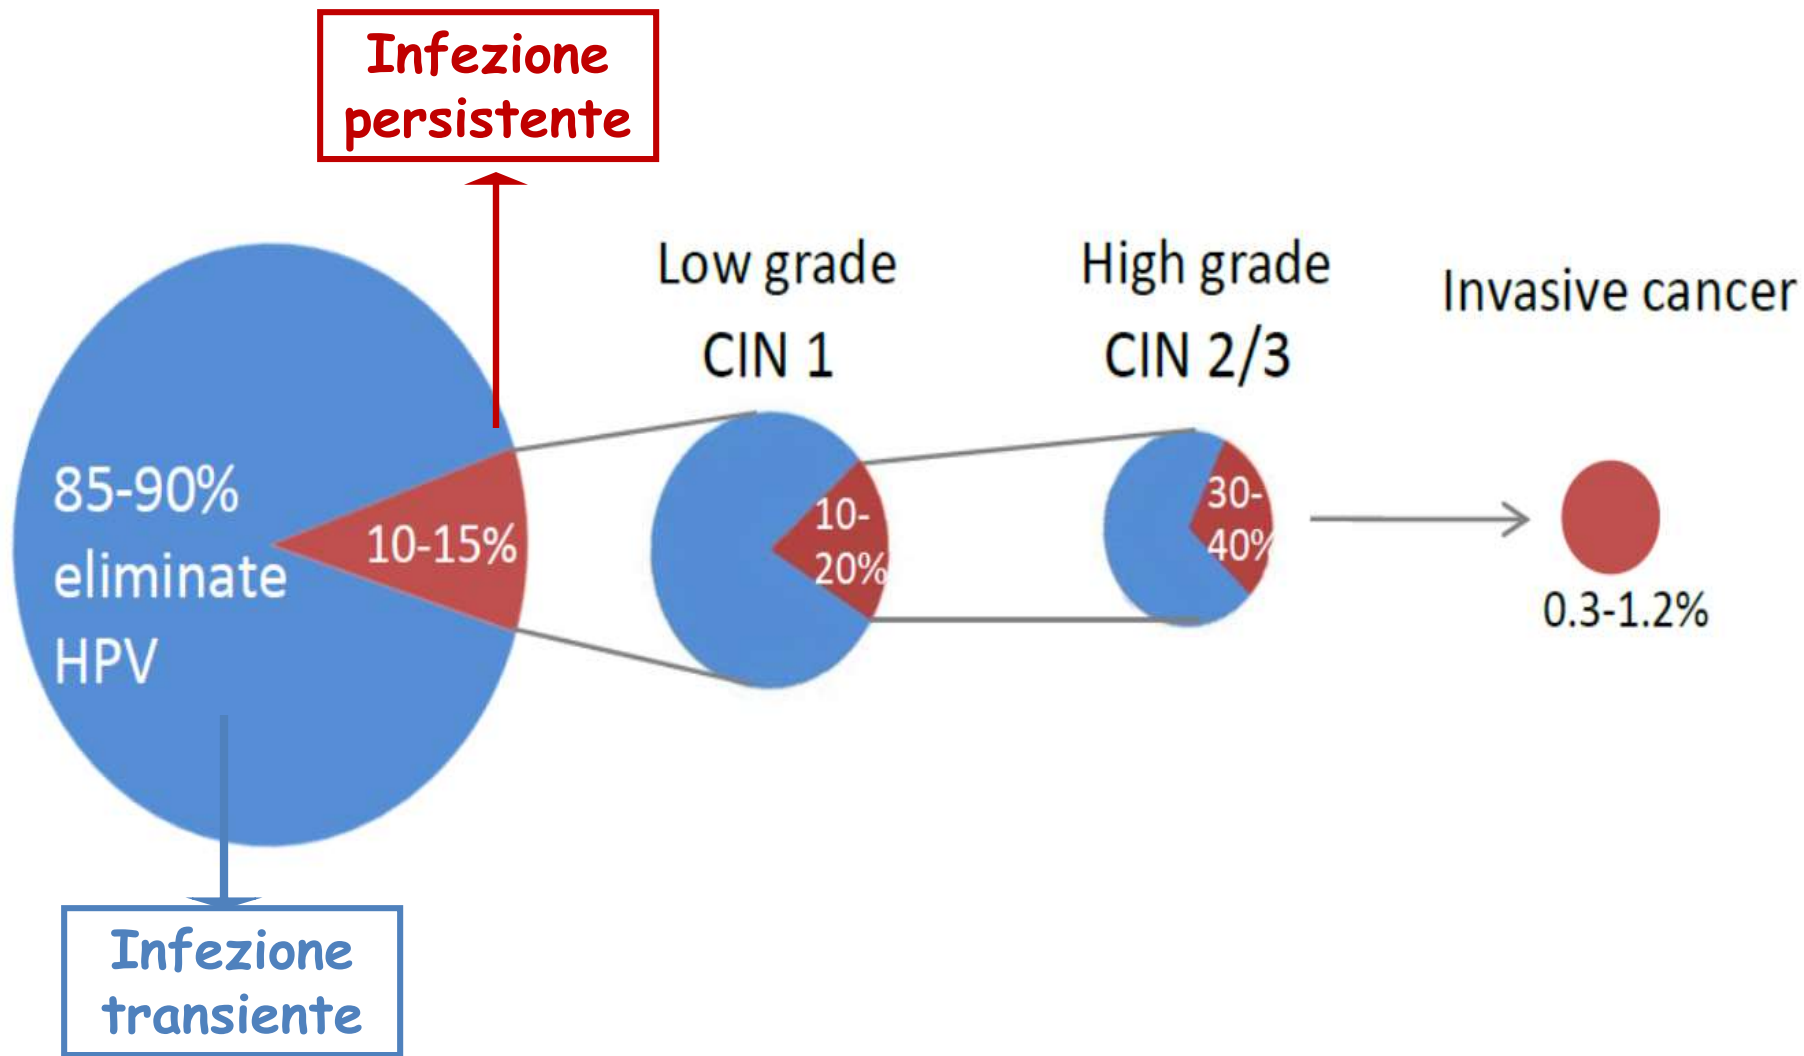 Infezione
persistente
Low grade
CIN 1
High grade
CIN 2/3
Invasive cancer
85-90%
eliminate
HPV
10-15%
10-
20%
30-
40%
0.3-1.2%
Infezione
transiente